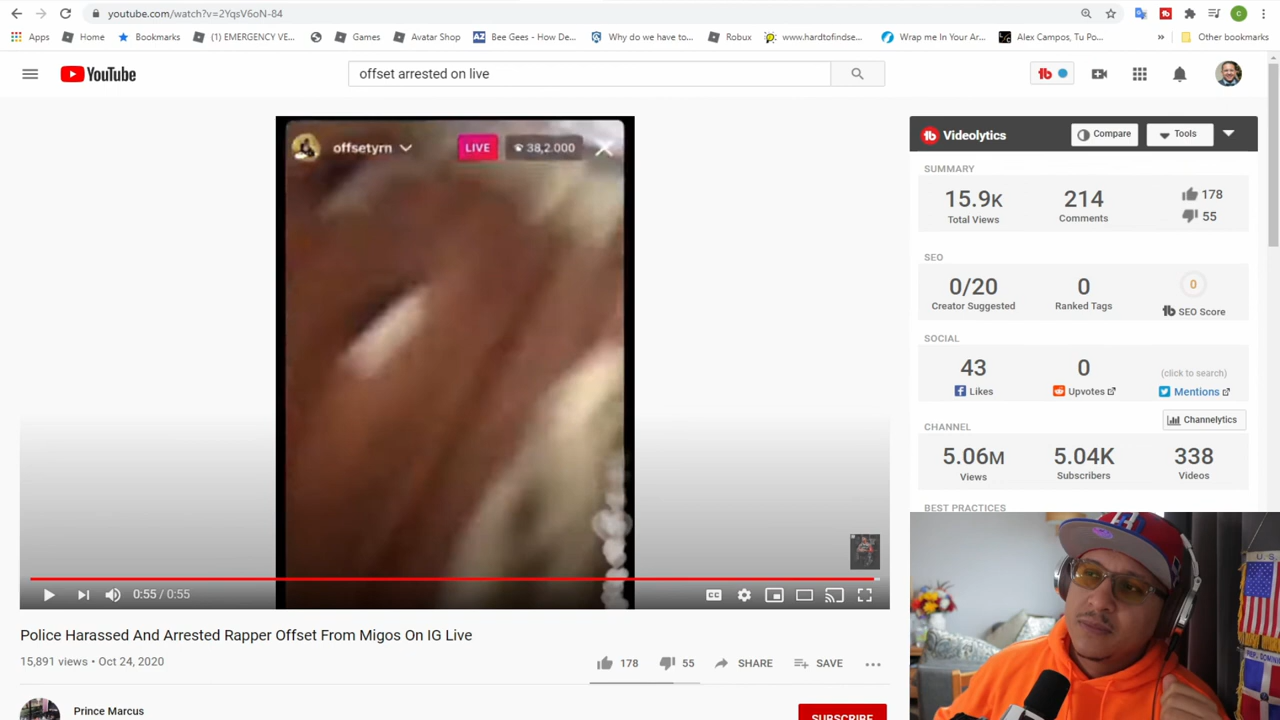 youtube.com/watch?v=2YqsV6oN-84
Apps Home Bookmarks (1) EMERGENCY VE... Games Avatar Shop AZ Bee Gees - How De... Why do we have to... Robux www.hardtofindse... Wrap me In Your Ar... Alex Campos, Tu Po... » Other bookmarks
YouTube
offset arrested on live
offsetyrn LIVE 38,2.000
Videolytics Compare Tools
SUMMARY
15.9K 214 178
Total Views Comments 55
SEO
0/20 0 0
Creator Suggested Ranked Tags SEO Score
SOCIAL
43 0 (click to search)
Likes Upvotes Mentions
Channelytics
CHANNEL
5.06M 5.04K 338
Views Subscribers Videos
BEST PRACTICES
0:55 / 0:55
Police Harassed And Arrested Rapper Offset From Migos On IG Live
15,891 views • Oct 24, 2020 178 55 SHARE SAVE
Prince Marcus
SUBSCRIBE
U.S.